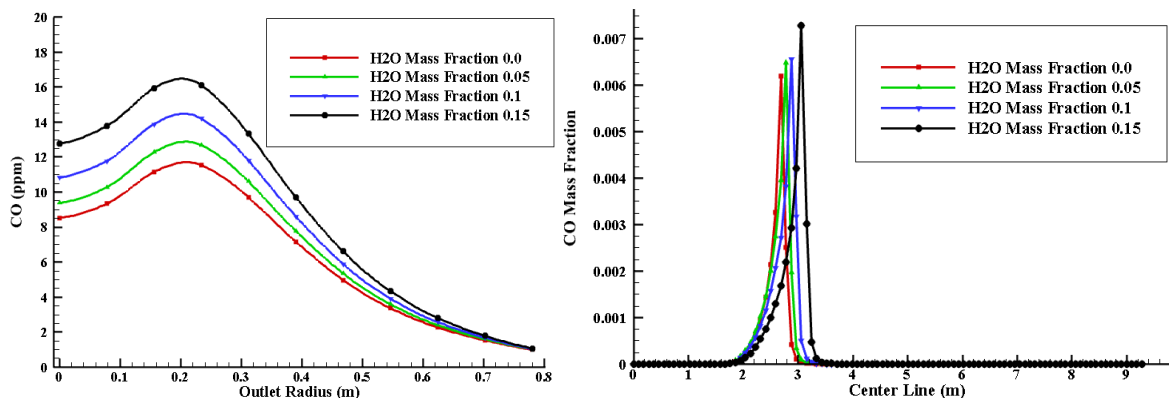 20
18
16
14
12
10
8
6
4
2
0
CO (ppm)
H2O Mass Fraction 0.0
H2O Mass Fraction 0.05
H2O Mass Fraction 0.1
H2O Mass Fraction 0.15
0 0.1 0.2 0.3 0.4 0.5 0.6 0.7 0.8
Outlet Radius (m)
0.007
0.006
0.005
0.004
0.003
0.002
0.001
0
CO Mass Fraction
H2O Mass Fraction 0.0
H2O Mass Fraction 0.05
H2O Mass Fraction 0.1
H2O Mass Fraction 0.15
0 1 2 3 4 5 6 7 8 9
Center Line (m)